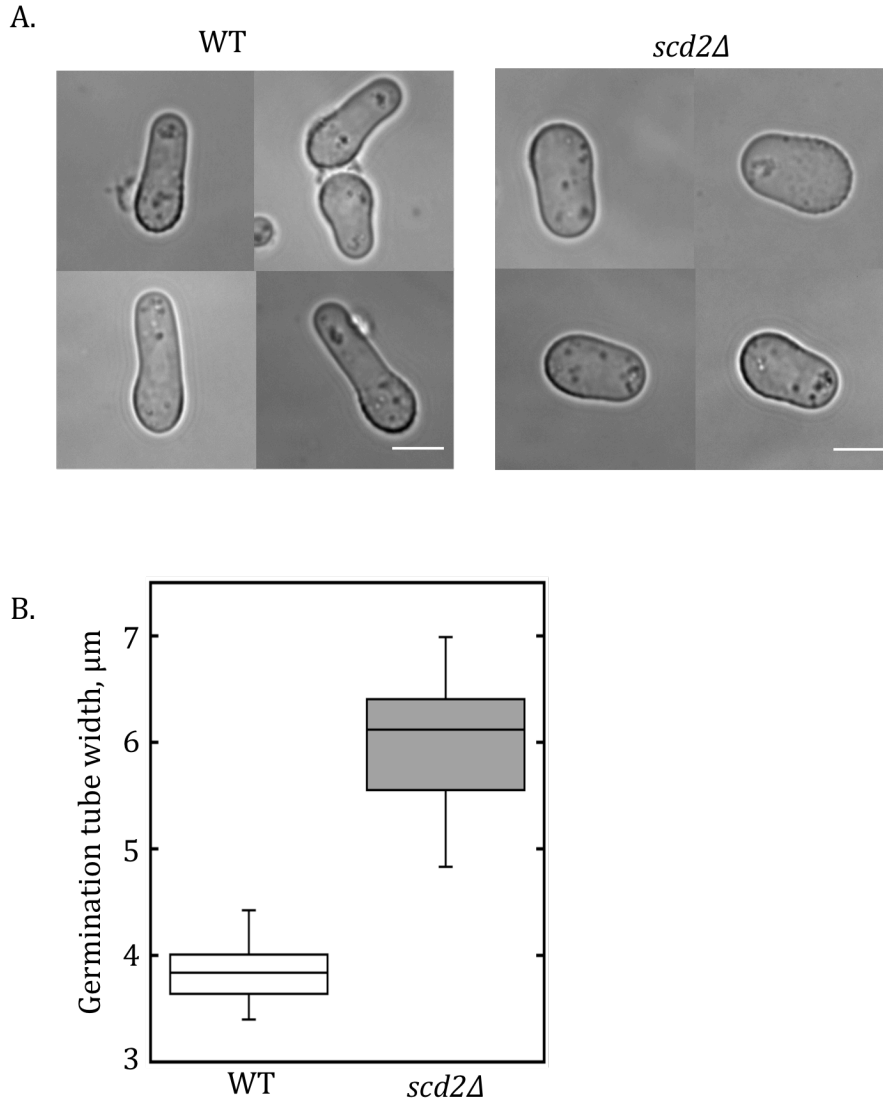 A.
WT
scd2Δ
B.
Germination tube width, μm
7
6
5
4
3
WT
scd2Δ